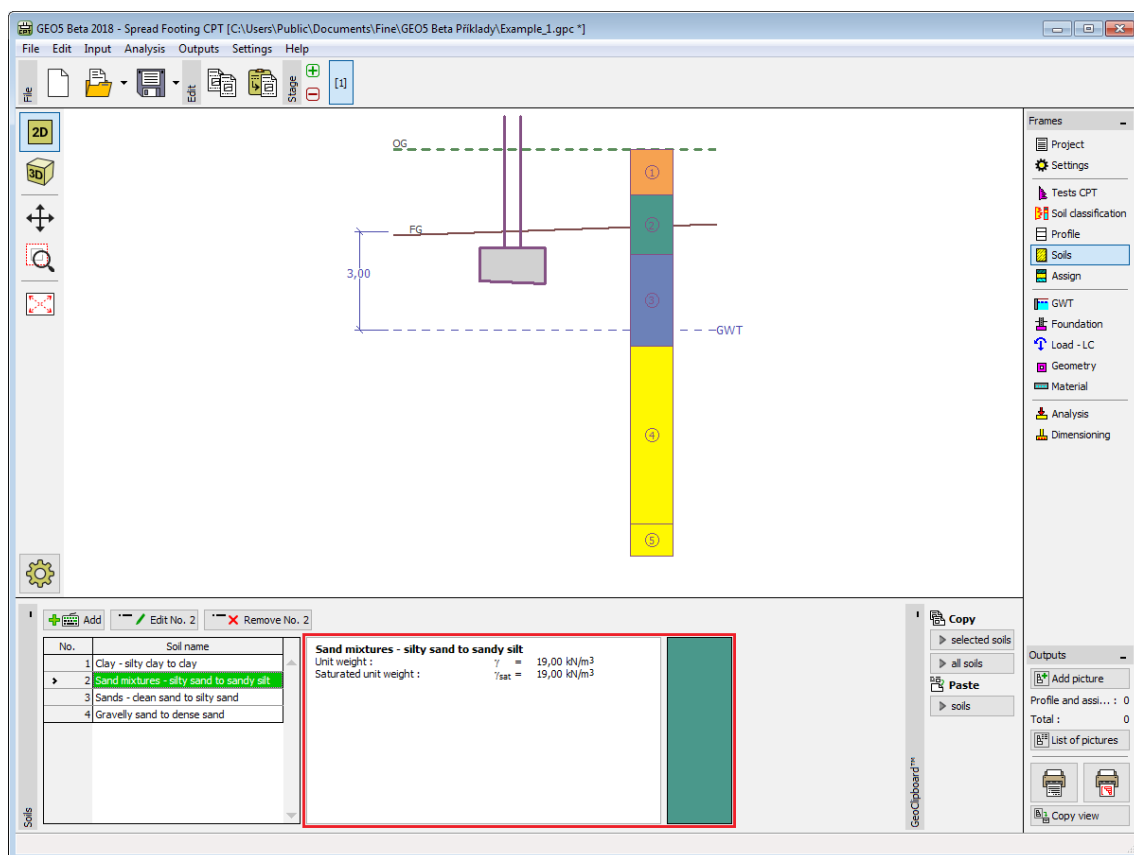 GEO5 Beta 2018 - Spread Footing CPT [C:\Users\Public\Documents\Fine\GEO5 Beta Příklady\Example_1.gpc *]
File Edit Input Analysis Outputs Settings Help
File
Edit
Stage
[1]
2D
3D
OG
FG
3,00
GWT
1
2
3
4
5
Frames
Project
Settings
Tests CPT
Soil classification
Profile
Soils
Assign
GWT
Foundation
Load - LC
Geometry
Material
Analysis
Dimensioning
Add Edit No. 2 Remove No. 2
No. Soil name
1 Clay - silty clay to clay
> 2 Sand mixtures - silty sand to sandy silt
3 Sands - clean sand to silty sand
4 Gravelly sand to dense sand
Soils
Sand mixtures - silty sand to sandy silt
Unit weight : γ = 19,00 kN/m³
Saturated unit weight : γsat = 19,00 kN/m³
GeoClipboard™
Copy
selected soils
all soils
Paste
soils
Outputs
Add picture
Profile and assi... : 0
Total : 0
List of pictures
Copy view